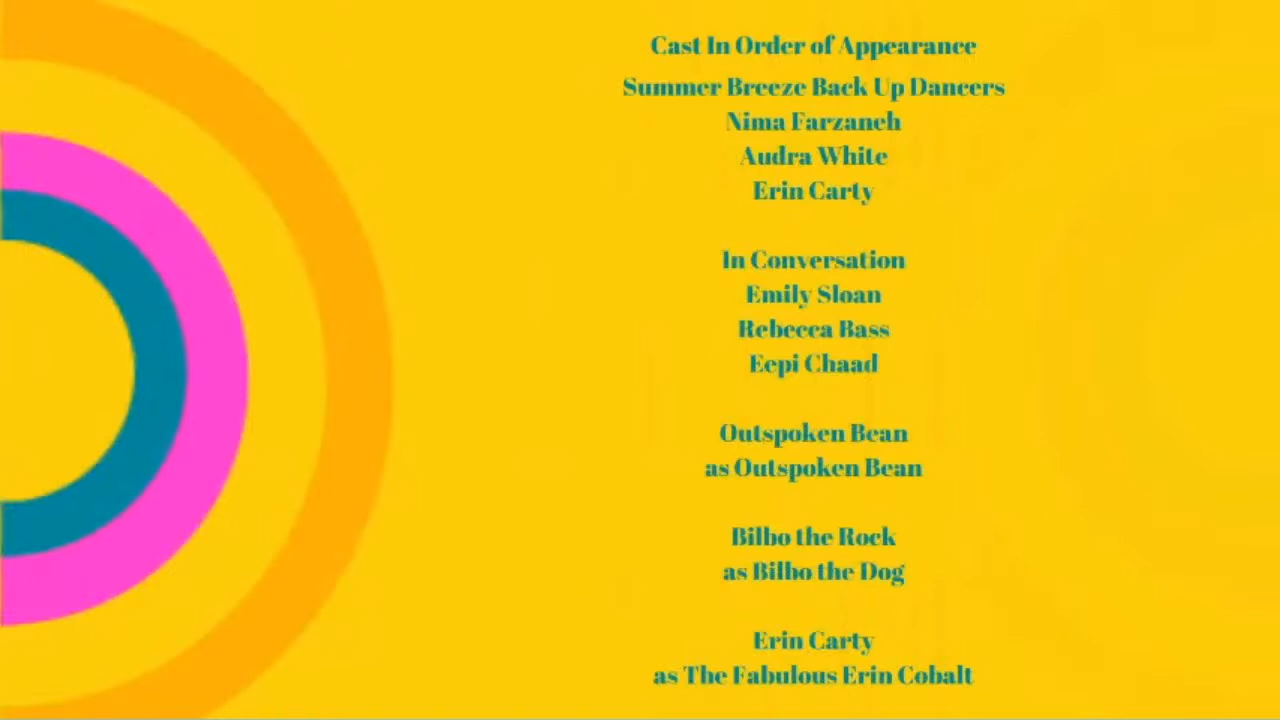 Cast In Order of Appearance
Summer Breeze Back Up Dancers
Nima Farzaneh
Audra White
Erin Carty
In Conversation
Emily Sloan
Rebecca Bass
Eepi Chaad
Outspoken Bean
as Outspoken Bean
Bilbo the Rock
as Bilbo the Dog
Erin Carty
as The Fabulous Erin Cobalt